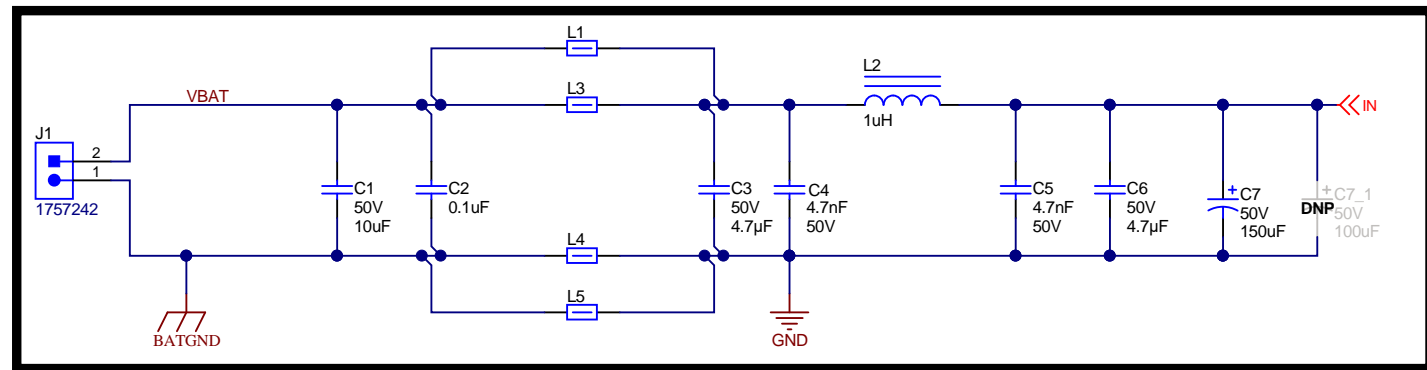 L1
L3
L2
1uH
VBAT
IN
J1
2
1
1757242
C1
50V
10uF
C2
0.1uF
C3
50V
4.7µF
C4
4.7nF
50V
C5
4.7nF
50V
C6
50V
4.7µF
+
C7
50V
150uF
+
C7_1
DNP
50V
100uF
L4
L5
BATGND
GND